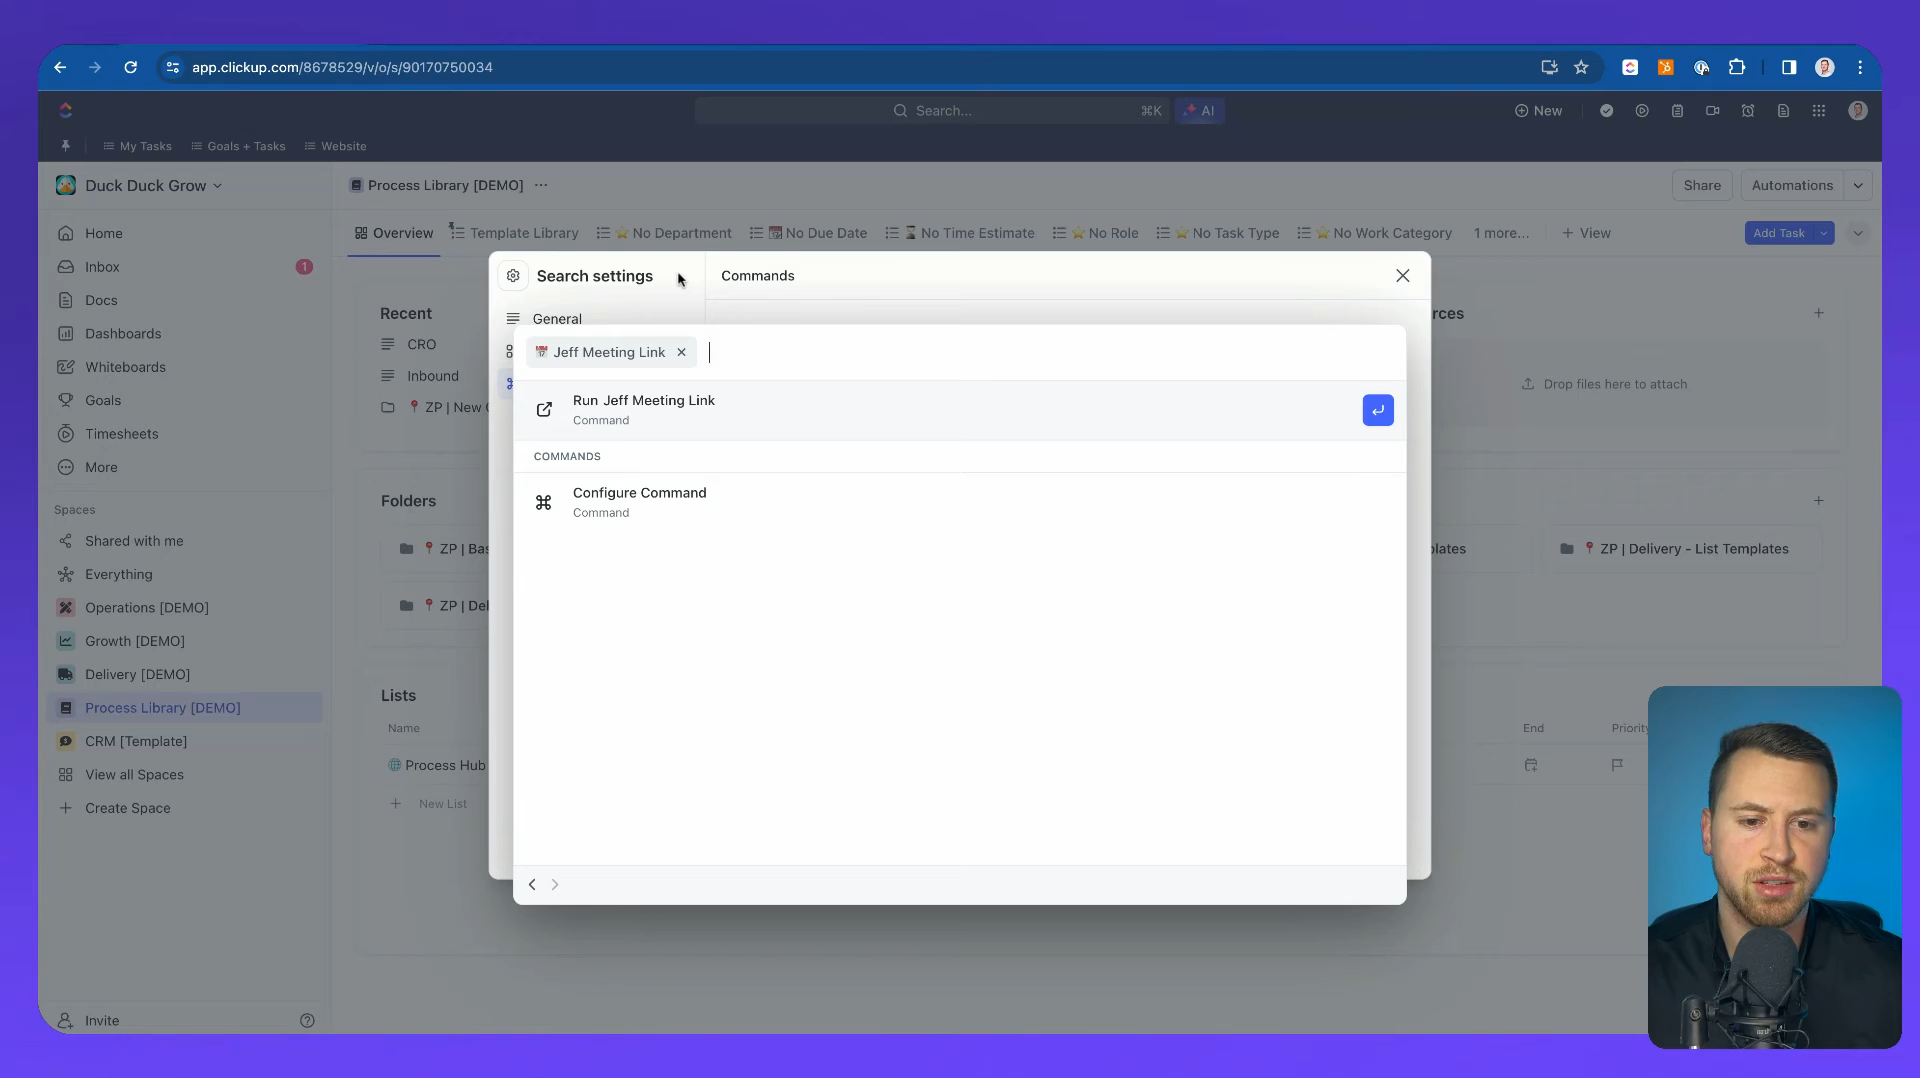 app.clickup.com/8678529/v/o/s/90170750034
Search...
⌘K
AI
New
My Tasks
Goals + Tasks
Website
Duck Duck Grow
Process Library [DEMO]
Share
Automations
Overview
Template Library
No Department
No Due Date
No Time Estimate
No Role
No Task Type
No Work Category
1 more...
+ View
Add Task
Home
Inbox
1
Docs
Dashboards
Whiteboards
Goals
Timesheets
More
Spaces
Shared with me
Everything
Operations [DEMO]
Growth [DEMO]
Delivery [DEMO]
Process Library [DEMO]
CRM [Template]
View all Spaces
Create Space
Invite
Recent
CRO
Inbound
ZP | New
Folders
ZP | Bas
ZP | Del
Lists
Name
Process Hub
New List
Search settings
General
Commands
Jeff Meeting Link
Run Jeff Meeting Link
Command
COMMANDS
Configure Command
Command
rces
Drop files here to attach
plates
ZP | Delivery - List Templates
End
Priority